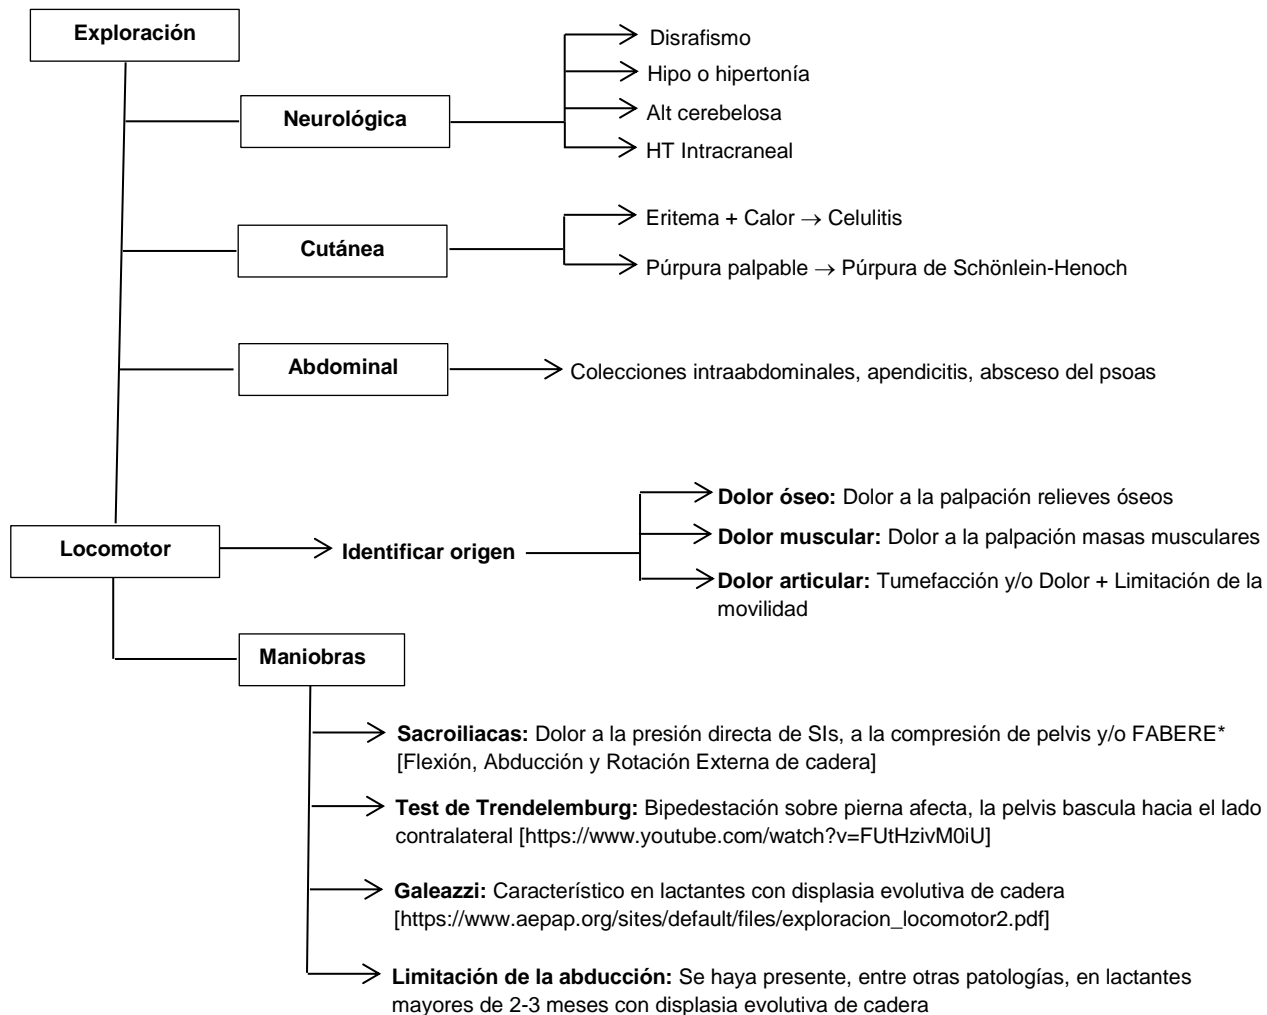 Exploración
Disrafismo
Hipo o hipertonía
Neurológica
Alt cerebelosa
HT Intracraneal
Eritema + Calor → Celulitis
Cutánea
Púrpura palpable → Púrpura de Schönlein-Henoch
Abdominal
Colecciones intraabdominales, apendicitis, absceso del psoas
Locomotor
Identificar origen
Dolor óseo: Dolor a la palpación relieves óseos
Dolor muscular: Dolor a la palpación masas musculares
Dolor articular: Tumefacción y/o Dolor + Limitación de la
movilidad
Maniobras
Sacroiliacas: Dolor a la presión directa de SIs, a la compresión de pelvis y/o FABERE*
[Flexión, Abducción y Rotación Externa de cadera]
Test de Trendelemburg: Bipedestación sobre pierna afecta, la pelvis bascula hacia el lado
contralateral [https://www.youtube.com/watch?v=FUtHzivM0iU]
Galeazzi: Característico en lactantes con displasia evolutiva de cadera
[https://www.aepap.org/sites/default/files/exploracion_locomotor2.pdf]
Limitación de la abducción: Se haya presente, entre otras patologías, en lactantes
mayores de 2-3 meses con displasia evolutiva de cadera